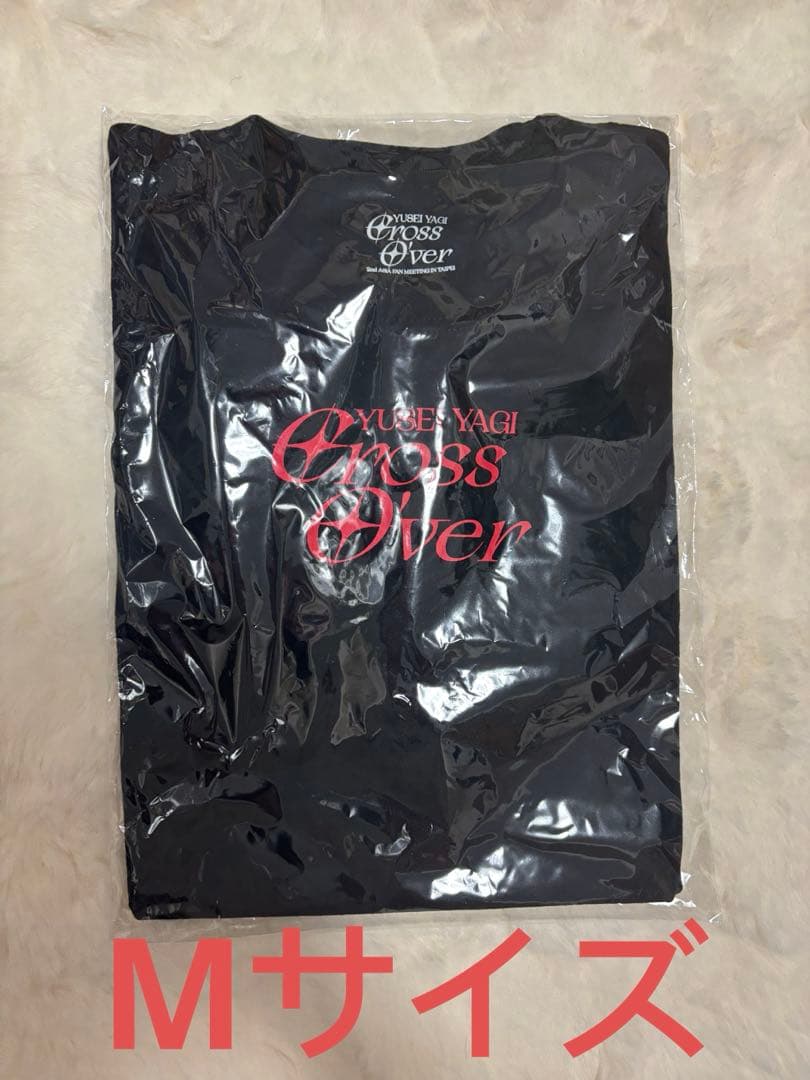 YUSEI YAGI
Cross
O'ver
2nd ASIA FAN MEETING IN TAIPEI
YUSEI YAGI
Cross
O'ver
Mサイズ